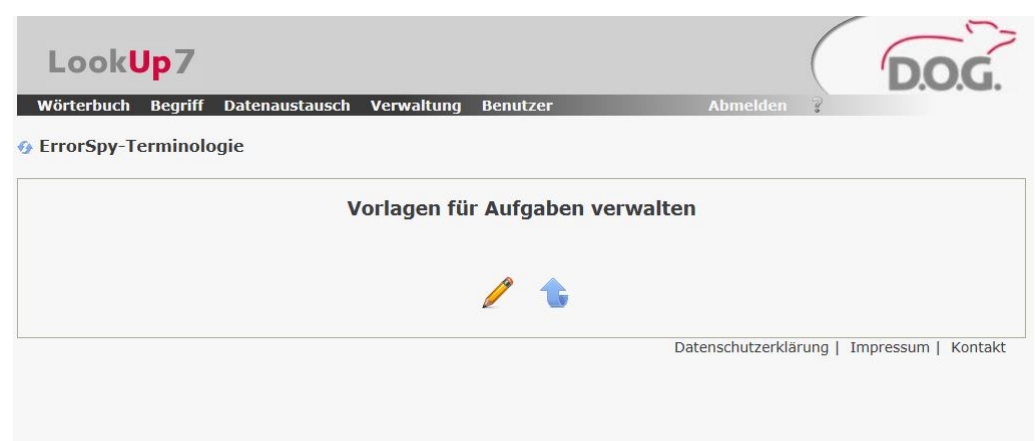 LookUp7
D.O.G.
Wörterbuch Begriff Datenaustausch Verwaltung Benutzer Abmelden ?
ErrorSpy-Terminologie
Vorlagen für Aufgaben verwalten
Datenschutzerklärung | Impressum | Kontakt